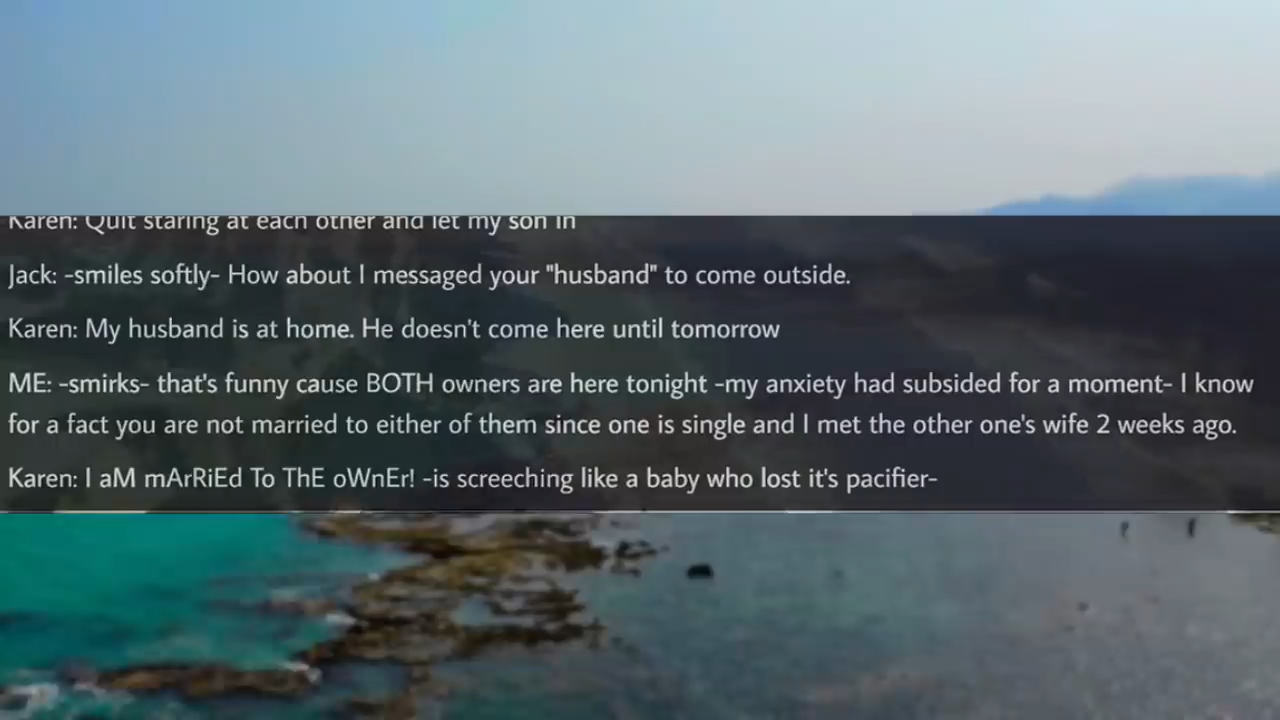 Karen: Quit staring at each other and let my son in
Jack: -smiles softly- How about I messaged your "husband" to come outside.
Karen: My husband is at home. He doesn't come here until tomorrow
ME: -smirks- that's funny cause BOTH owners are here tonight -my anxiety had subsided for a moment- I know
for a fact you are not married to either of them since one is single and I met the other one's wife 2 weeks ago.
Karen: I aM mArRiEd To ThE oWnEr! -is screeching like a baby who lost it's pacifier-